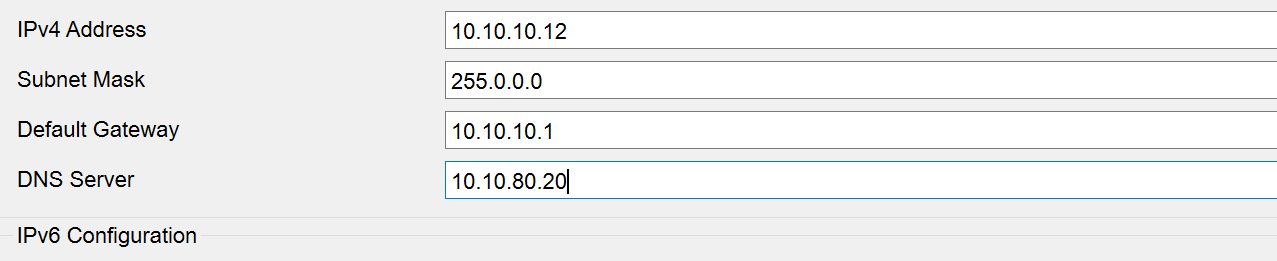 IPv4 Address 10.10.10.12
Subnet Mask 255.0.0.0
Default Gateway 10.10.10.1
DNS Server 10.10.80.20
IPv6 Configuration